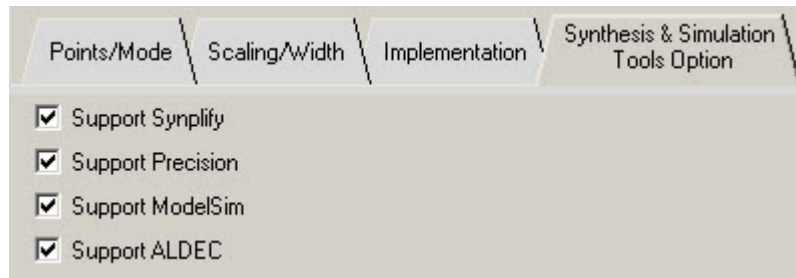 Points/Mode
Scaling/Width
Implementation
Synthesis & Simulation
Tools Option
Support Synplify
Support Precision
Support ModelSim
Support ALDEC